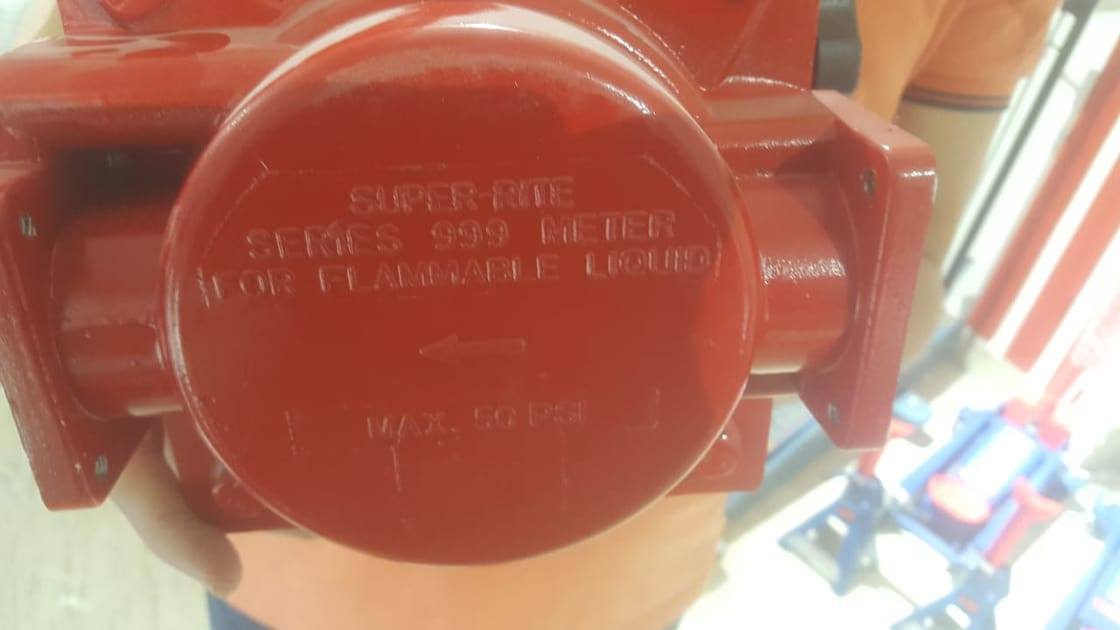 SUPER-RITE
SERIES 999 METER
FOR FLAMMABLE LIQUID
MAX. 50 PSI